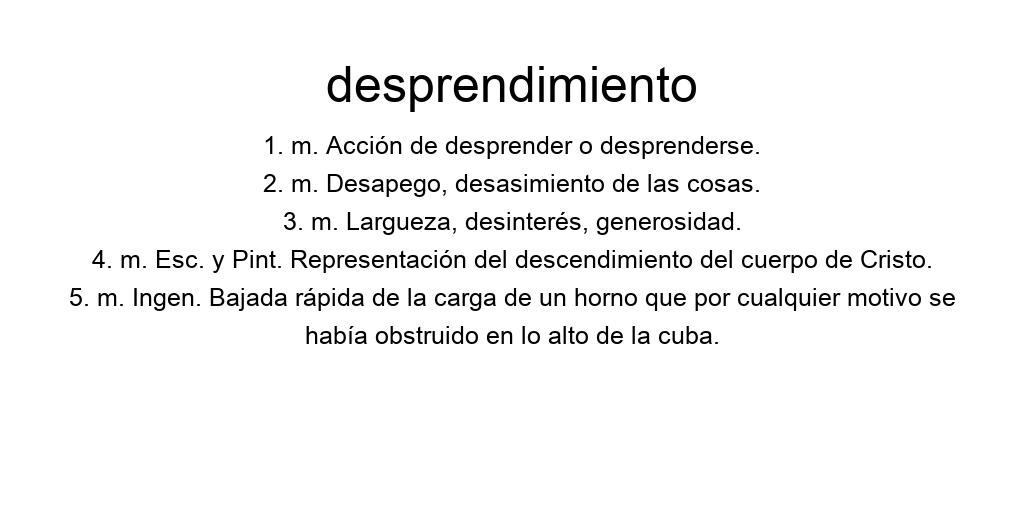 desprendimiento
1. m. Acción de desprender o desprenderse.
2. m. Desapego, desasimiento de las cosas.
3. m. Largueza, desinterés, generosidad.
4. m. Esc. y Pint. Representación del descendimiento del cuerpo de Cristo.
5. m. Ingen. Bajada rápida de la carga de un horno que por cualquier motivo se
había obstruido en lo alto de la cuba.